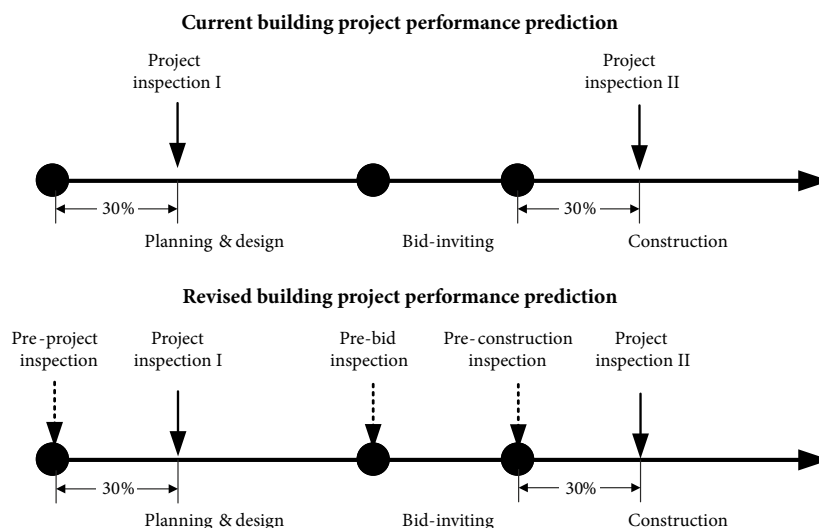 Current building project performance prediction
Project
inspection I
Project
inspection II
30%
30%
Planning & design
Bid-inviting
Construction
Revised building project performance prediction
Pre-project
inspection
Project
inspection I
Pre-bid
inspection
Pre-construction
inspection
Project
inspection II
30%
30%
Planning & design
Bid-inviting
Construction